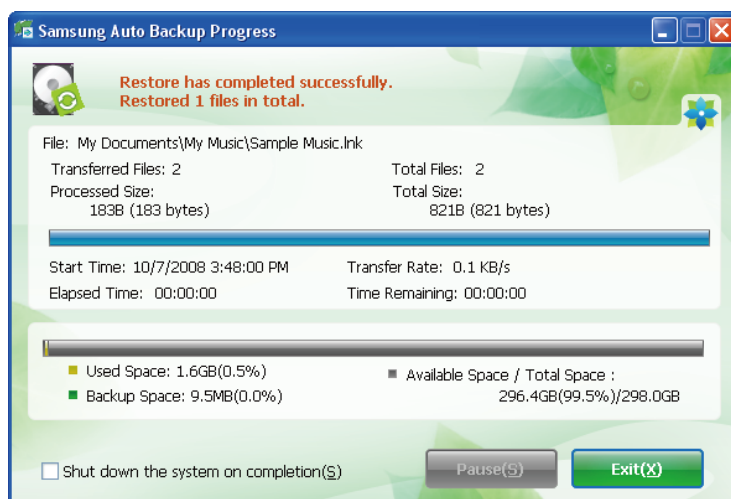 Samsung Auto Backup Progress
Restore has completed successfully.
Restored 1 files in total.
File: My Documents\My Music\Sample Music.lnk
Transferred Files: 2
Total Files: 2
Processed Size:
183B (183 bytes)
Total Size:
821B (821 bytes)
Start Time: 10/7/2008 3:48:00 PM
Transfer Rate: 0.1 KB/s
Elapsed Time: 00:00:00
Time Remaining: 00:00:00
Used Space: 1.6GB(0.5%)
Backup Space: 9.5MB(0.0%)
Available Space / Total Space :
296.4GB(99.5%)/298.0GB
Shut down the system on completion(S)
Pause(S)
Exit(X)